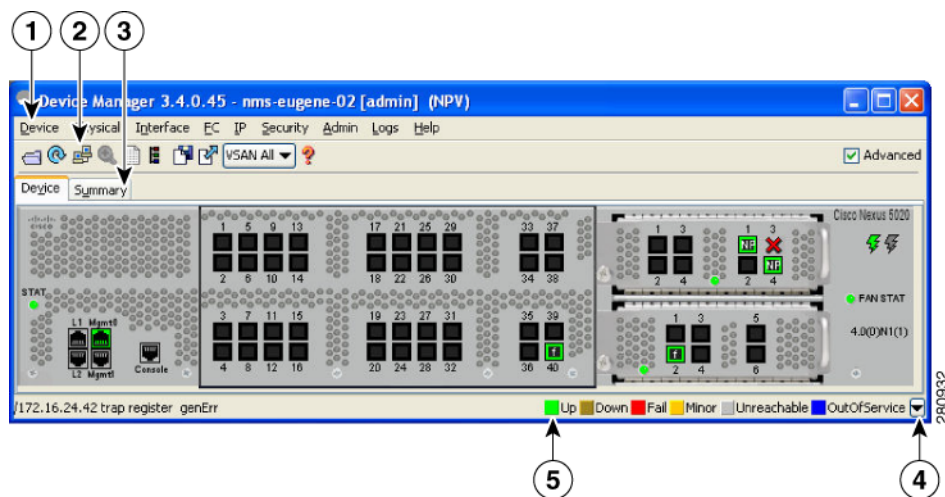 1 2 3
Device Manager 3.4.0.45 - nms-eugene-02 [admin] (NPV)
Device Physical Interface FC IP Security Admin Logs Help
VSAN All Advanced
Device Summary
CISCO
Cisco Nexus 5020
1 5 9 13 17 21 25 29 33 37
2 6 10 14 18 22 26 30 34 38
1 3 1 3
NP
NP
2 4 2 4
STAT
FAN STAT
4.0(0)N1(1)
L1 Mgmt0
L2 Mgmt1 Console
3 7 11 15 19 23 27 31 35 39
f
4 8 12 16 20 24 28 32 36 40
1 3 5
f
2 4 6
/172.16.24.42 trap register genErr
Up Down Fail Minor Unreachable OutOfService
280932
5 4